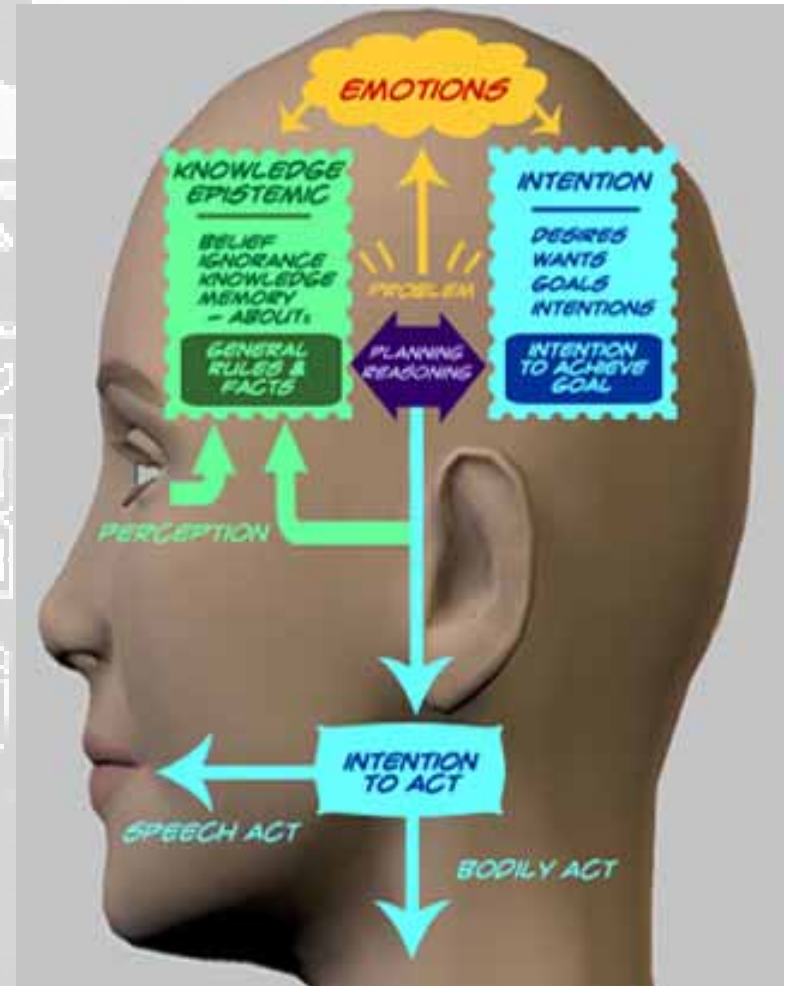 EMOTIONS
KNOWLEDGE
EPISTEMIC
BELIEF
IGNORANCE
KNOWLEDGE
MEMORY
- ABOUT:
GENERAL
RULES &
FACTS
PROBLEM
PLANNING
REASONING
INTENTION
DESIRES
WANTS
GOALS
INTENTIONS
INTENTION
TO ACHIEVE
GOAL
PERCEPTION
INTENTION
TO ACT
SPEECH ACT
BODILY ACT